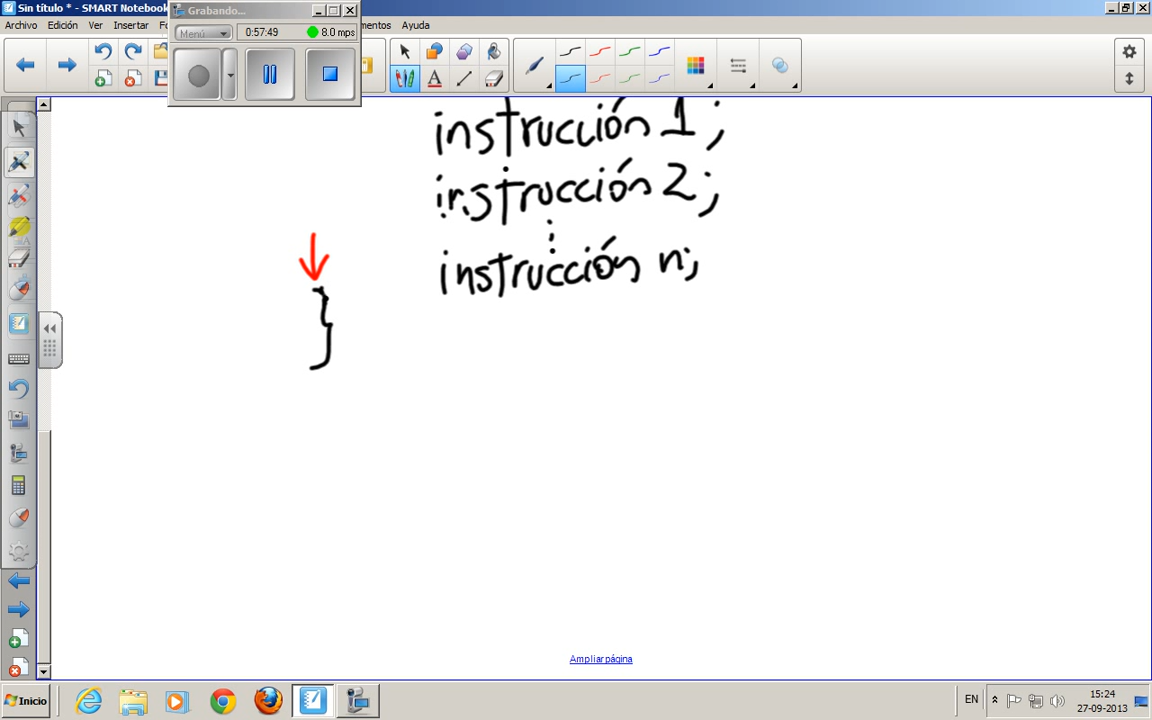 Sin título * - SMART Notebook
Grabando...
Archivo Edición Ver Insertar
Ayuda
Menú
0:57:49
8.0 mps
instrucción 1;
instrucción 2;
⋮
instrucción n;
}
Ampliar página
Inicio
EN
15:24
27-09-2013